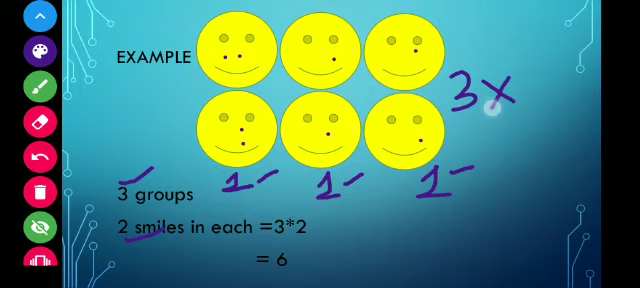 EXAMPLE
3x
1 1 1
3 groups
2 smiles in each =3*2
= 6